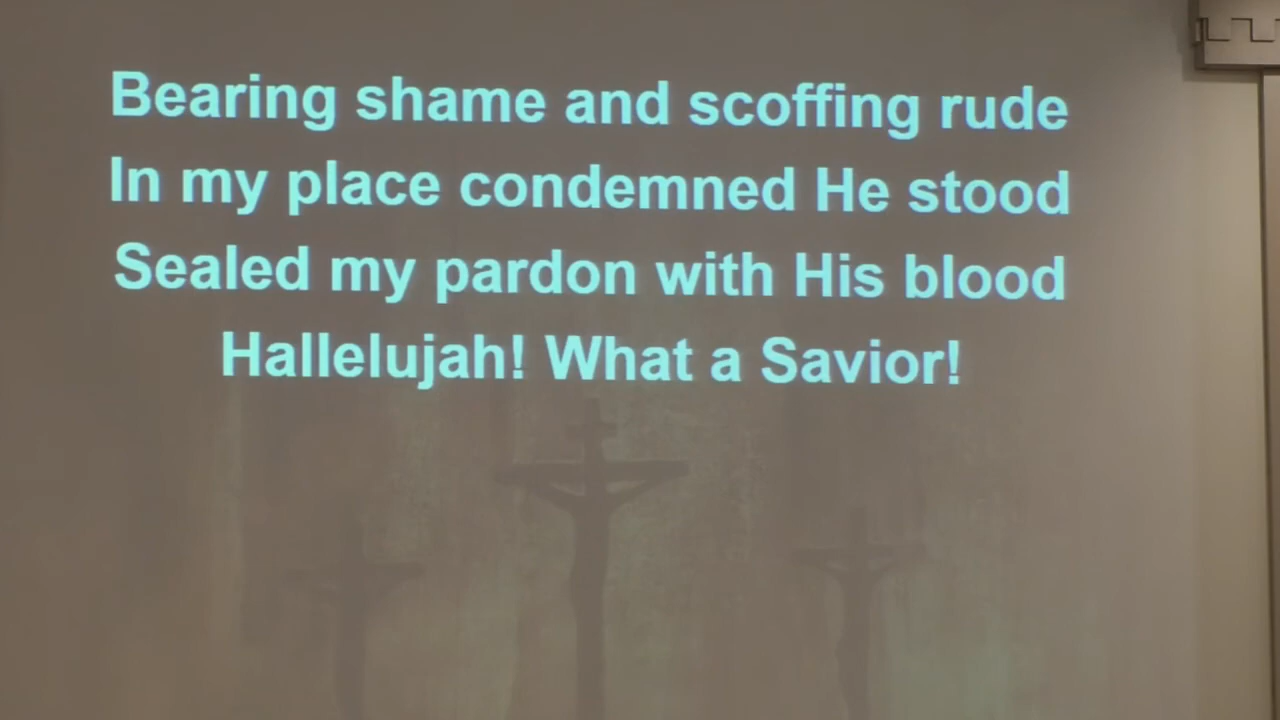 Bearing shame and scoffing rude
In my place condemned He stood
Sealed my pardon with His blood
Hallelujah! What a Savior!